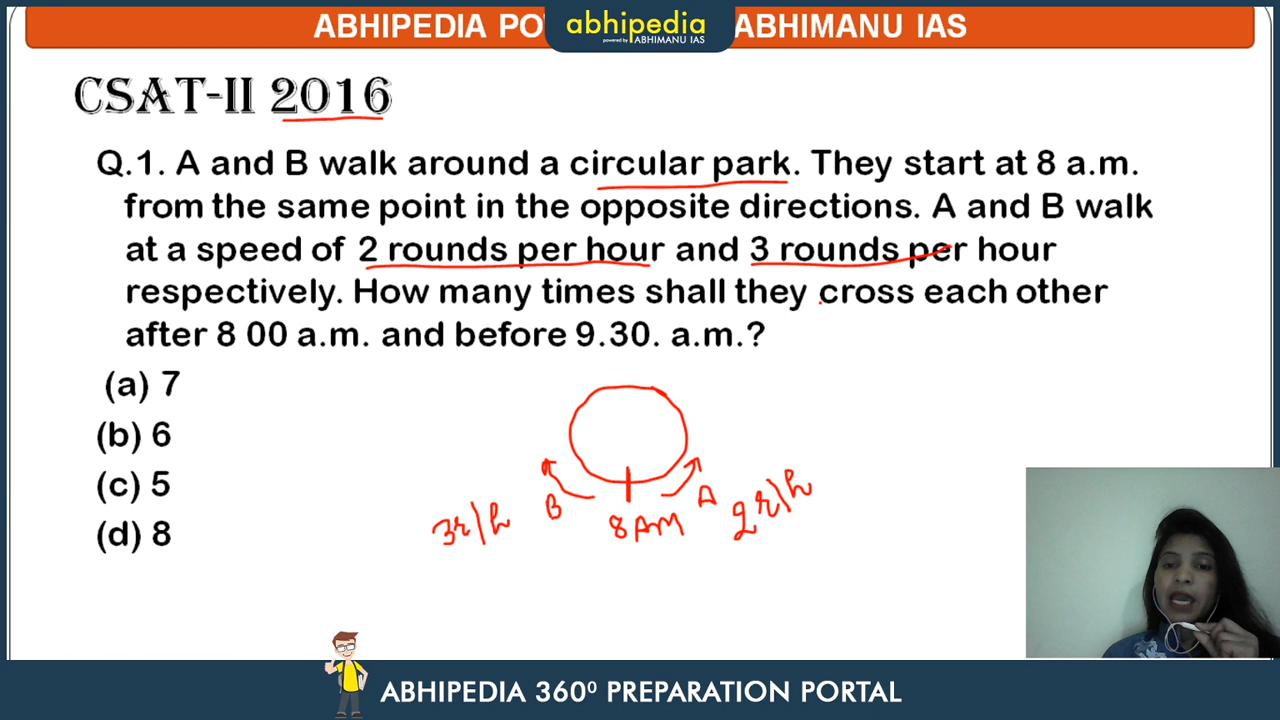 ABHIPEDIA PO ABHIMANU IAS
abhipedia
powered by ABHIMANU IAS
CSAT-II 2016
Q.1. A and B walk around a circular park. They start at 8 a.m.
from the same point in the opposite directions. A and B walk
at a speed of 2 rounds per hour and 3 rounds per hour
respectively. How many times shall they cross each other
after 8 00 a.m. and before 9.30. a.m.?
(a) 7
(b) 6
(c) 5
(d) 8
3r/h B 8AM A 2r/h
ABHIPEDIA 360⁰ PREPARATION PORTAL